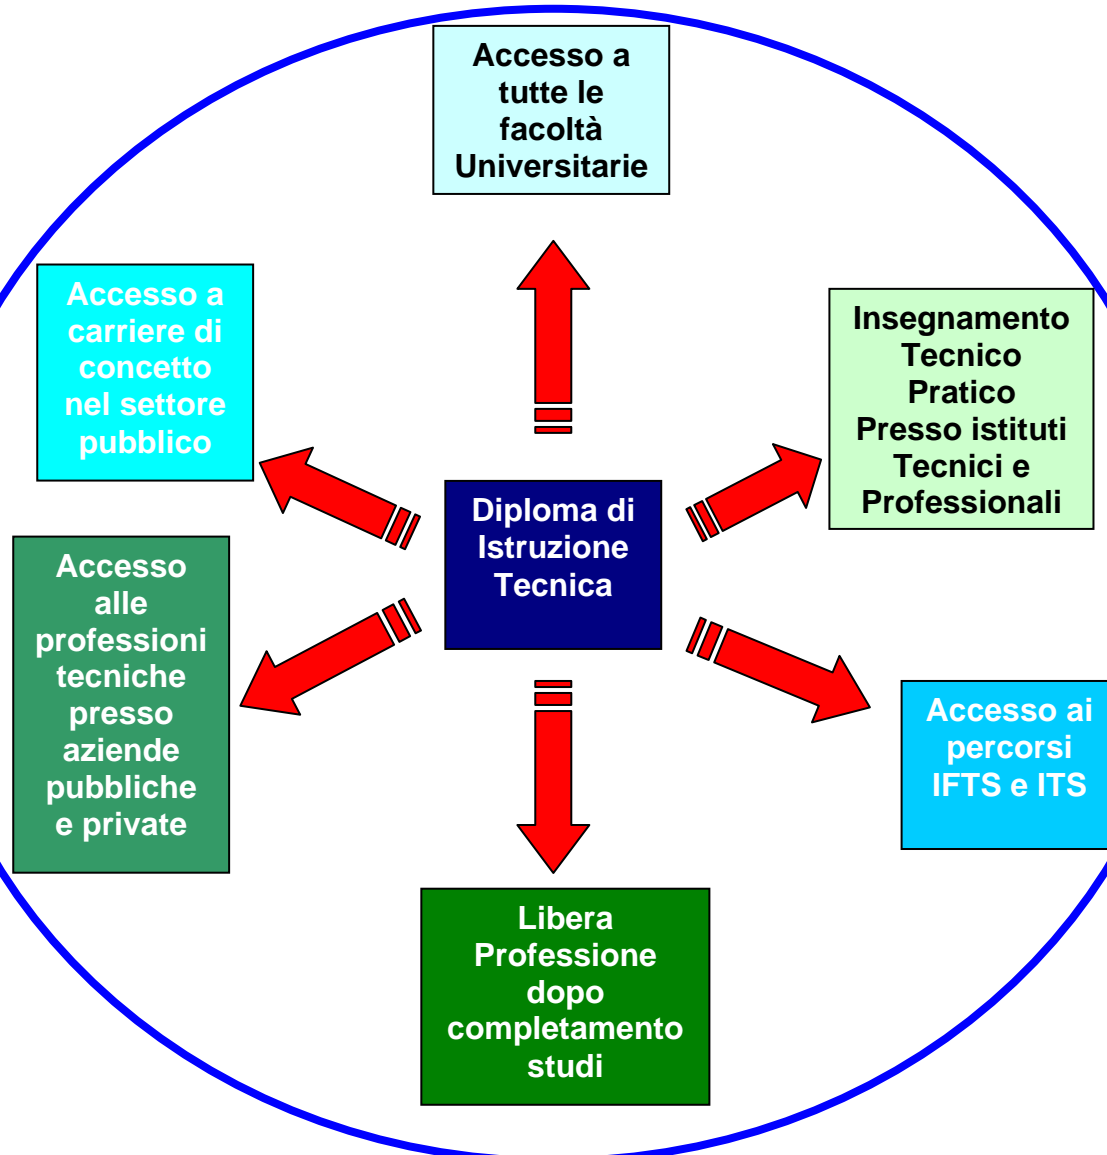 Accesso a
tutte le
facoltà
Universitarie
Accesso a
carriere di
concetto
nel settore
pubblico
Insegnamento
Tecnico
Pratico
Presso istituti
Tecnici e
Professionali
Diploma di
Istruzione
Tecnica
Accesso
alle
professioni
tecniche
presso
aziende
pubbliche
e private
Accesso ai
percorsi
IFTS e ITS
Libera
Professione
dopo
completamento
studi